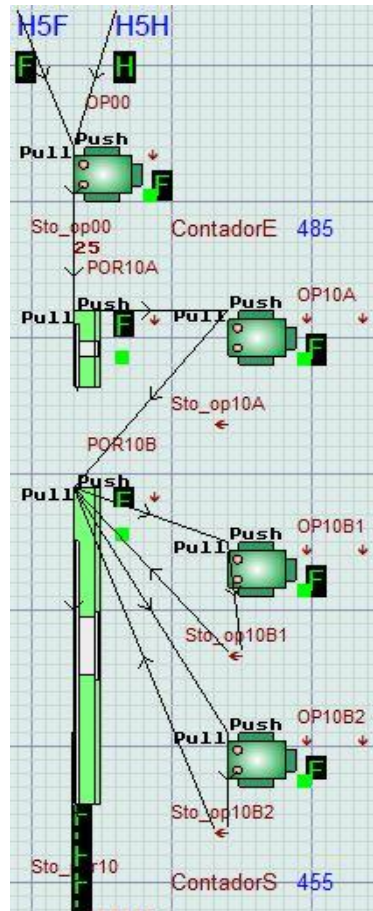 H5F H5H
F H
OP00
Push
Pull
F
Sto_op00 ContadorE 485
25
POR10A
Push Push OP10A
Pull F Pull F
Sto_op10A
POR10B
Push
Pull F
Push OP10B1
Pull F
Sto_op10B1
Push OP10B2
Pull F
Sto_op10B2
ContadorS 455